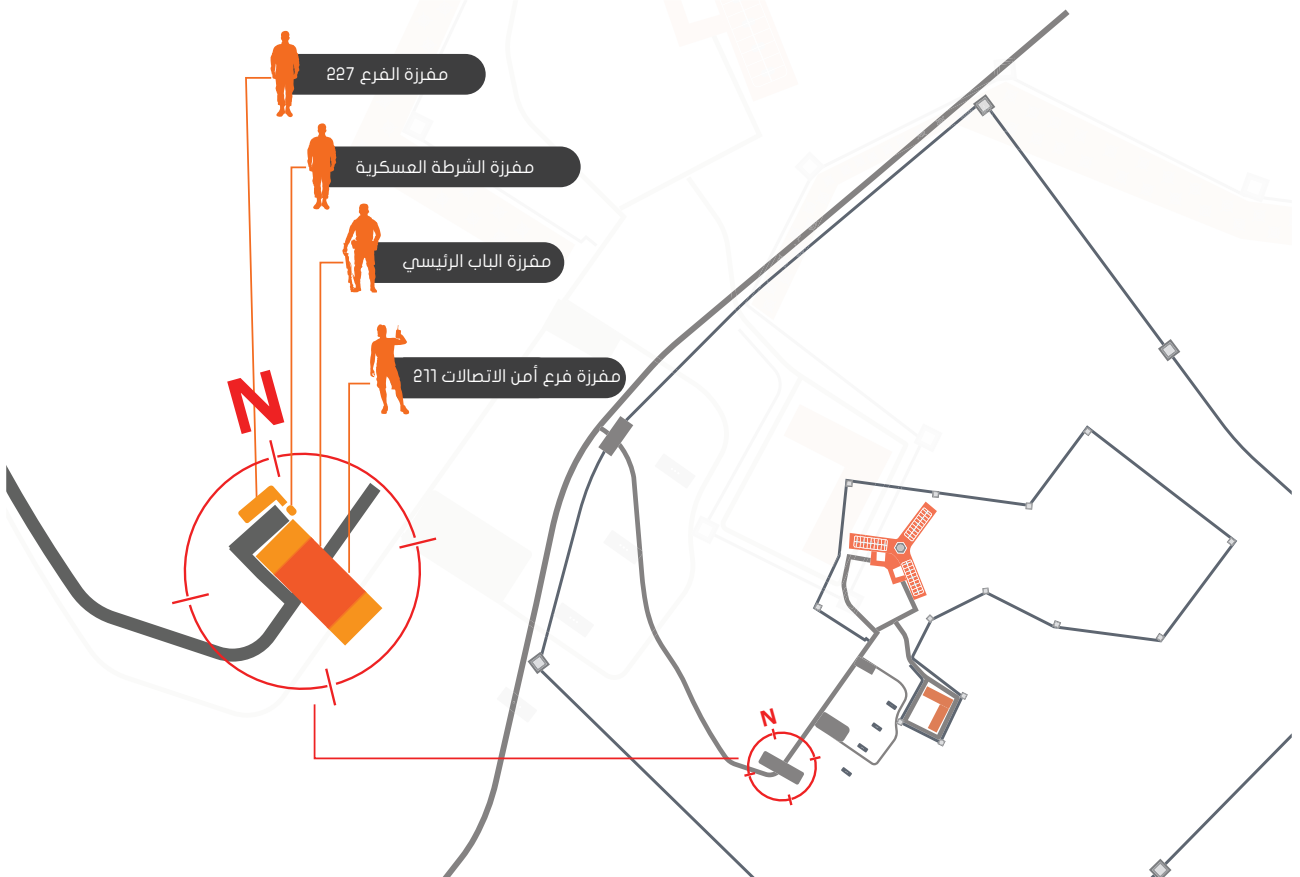 مفرزة الفرع 227
مفرزة الشرطة العسكرية
مفرزة الباب الرئيسي
مفرزة فرع أمن الاتصالات 211
N
N